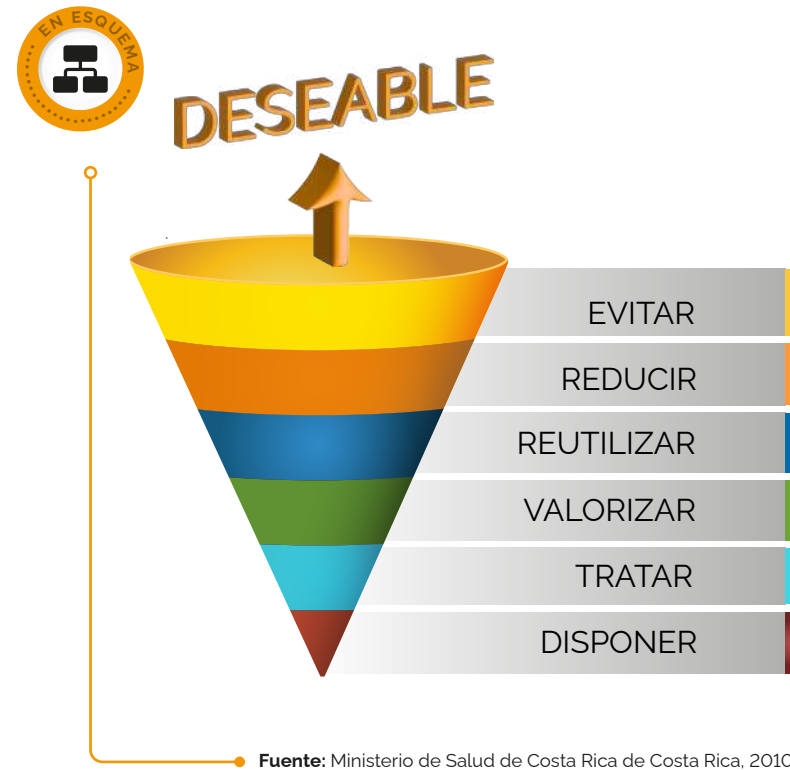 EN ESQUEMA
DESEABLE
EVITAR
REDUCIR
REUTILIZAR
VALORIZAR
TRATAR
DISPONER
Fuente: Ministerio de Salud de Costa Rica de Costa Rica, 2010